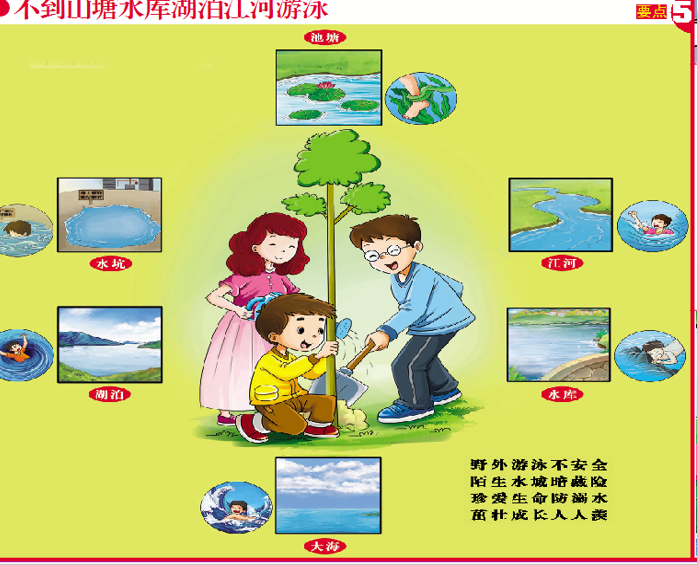 不到山塘水库湖泊江河游泳
要点5
池塘
水坑
江河
湖泊
水库
野外游泳不安全
陌生水域暗藏险
珍爱生命防溺水
茁壮成长人人羡
大海